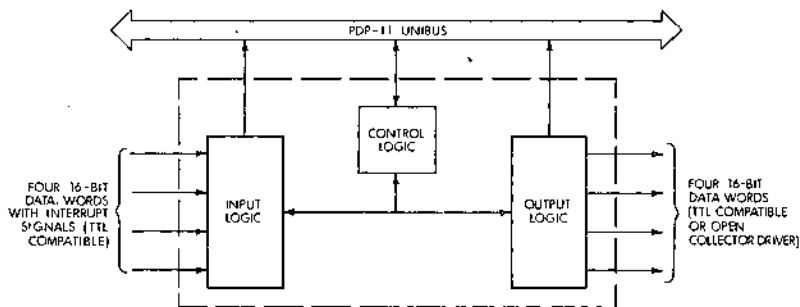 PDP-11 UNIBUS
CONTROL
LOGIC
FOUR 16-BIT
DATA WORDS
WITH INTERRUPT
SIGNALS (TTL
COMPATIBLE)
INPUT
LOGIC
OUTPUT
LOGIC
FOUR 16-BIT
DATA WORDS
(TTL COMPATIBLE
OR OPEN
COLLECTOR DRIVER)